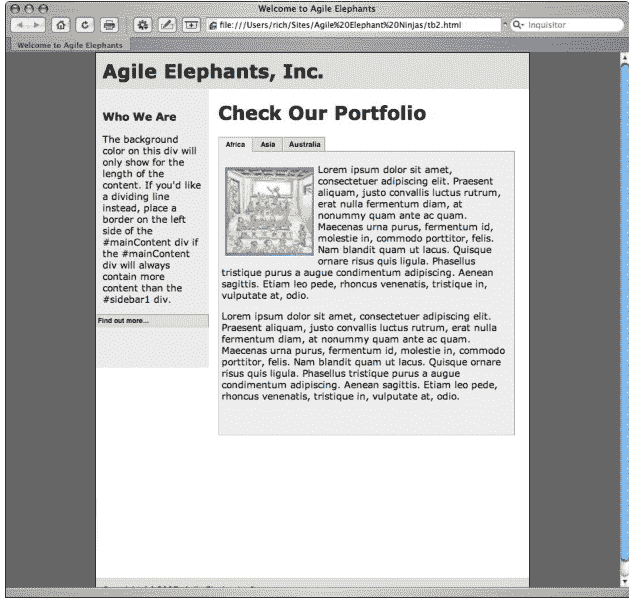 Welcome to Agile Elephants
file:///Users/rich/Sites/Agile%20Elephant%20Ninjas/tb2.html
Inquisitor
Welcome to Agile Elephants
Agile Elephants, Inc.
Who We Are
The background
color on this div will
only show for the
length of the
content. If you'd like
a dividing line
instead, place a
border on the left
side of the
#mainContent div if
the #mainContent
div will always
contain more
content than the
#sidebar1 div.
Find out more...
Check Our Portfolio
Africa Asia Australia
Lorem ipsum dolor sit amet,
consectetuer adipiscing elit. Praesent
aliquam, justo convallis luctus rutrum,
erat nulla fermentum diam, at
nonummy quam ante ac quam.
Maecenas urna purus, fermentum id,
molestie in, commodo porttitor, felis.
Nam blandit quam ut lacus. Quisque
ornare risus quis ligula. Phasellus
tristique purus a augue condimentum adipiscing. Aenean
sagittis. Etiam leo pede, rhoncus venenatis, tristique in,
vulputate at, odio.
Lorem ipsum dolor sit amet, consectetuer adipiscing elit.
Praesent aliquam, justo convallis luctus rutrum, erat nulla
fermentum diam, at nonummy quam ante ac quam.
Maecenas urna purus, fermentum id, molestie in, commodo
porttitor, felis. Nam blandit quam ut lacus. Quisque ornare
risus quis ligula. Phasellus tristique purus a augue
condimentum adipiscing. Aenean sagittis. Etiam leo pede,
rhoncus venenatis, tristique in, vulputate at, odio.